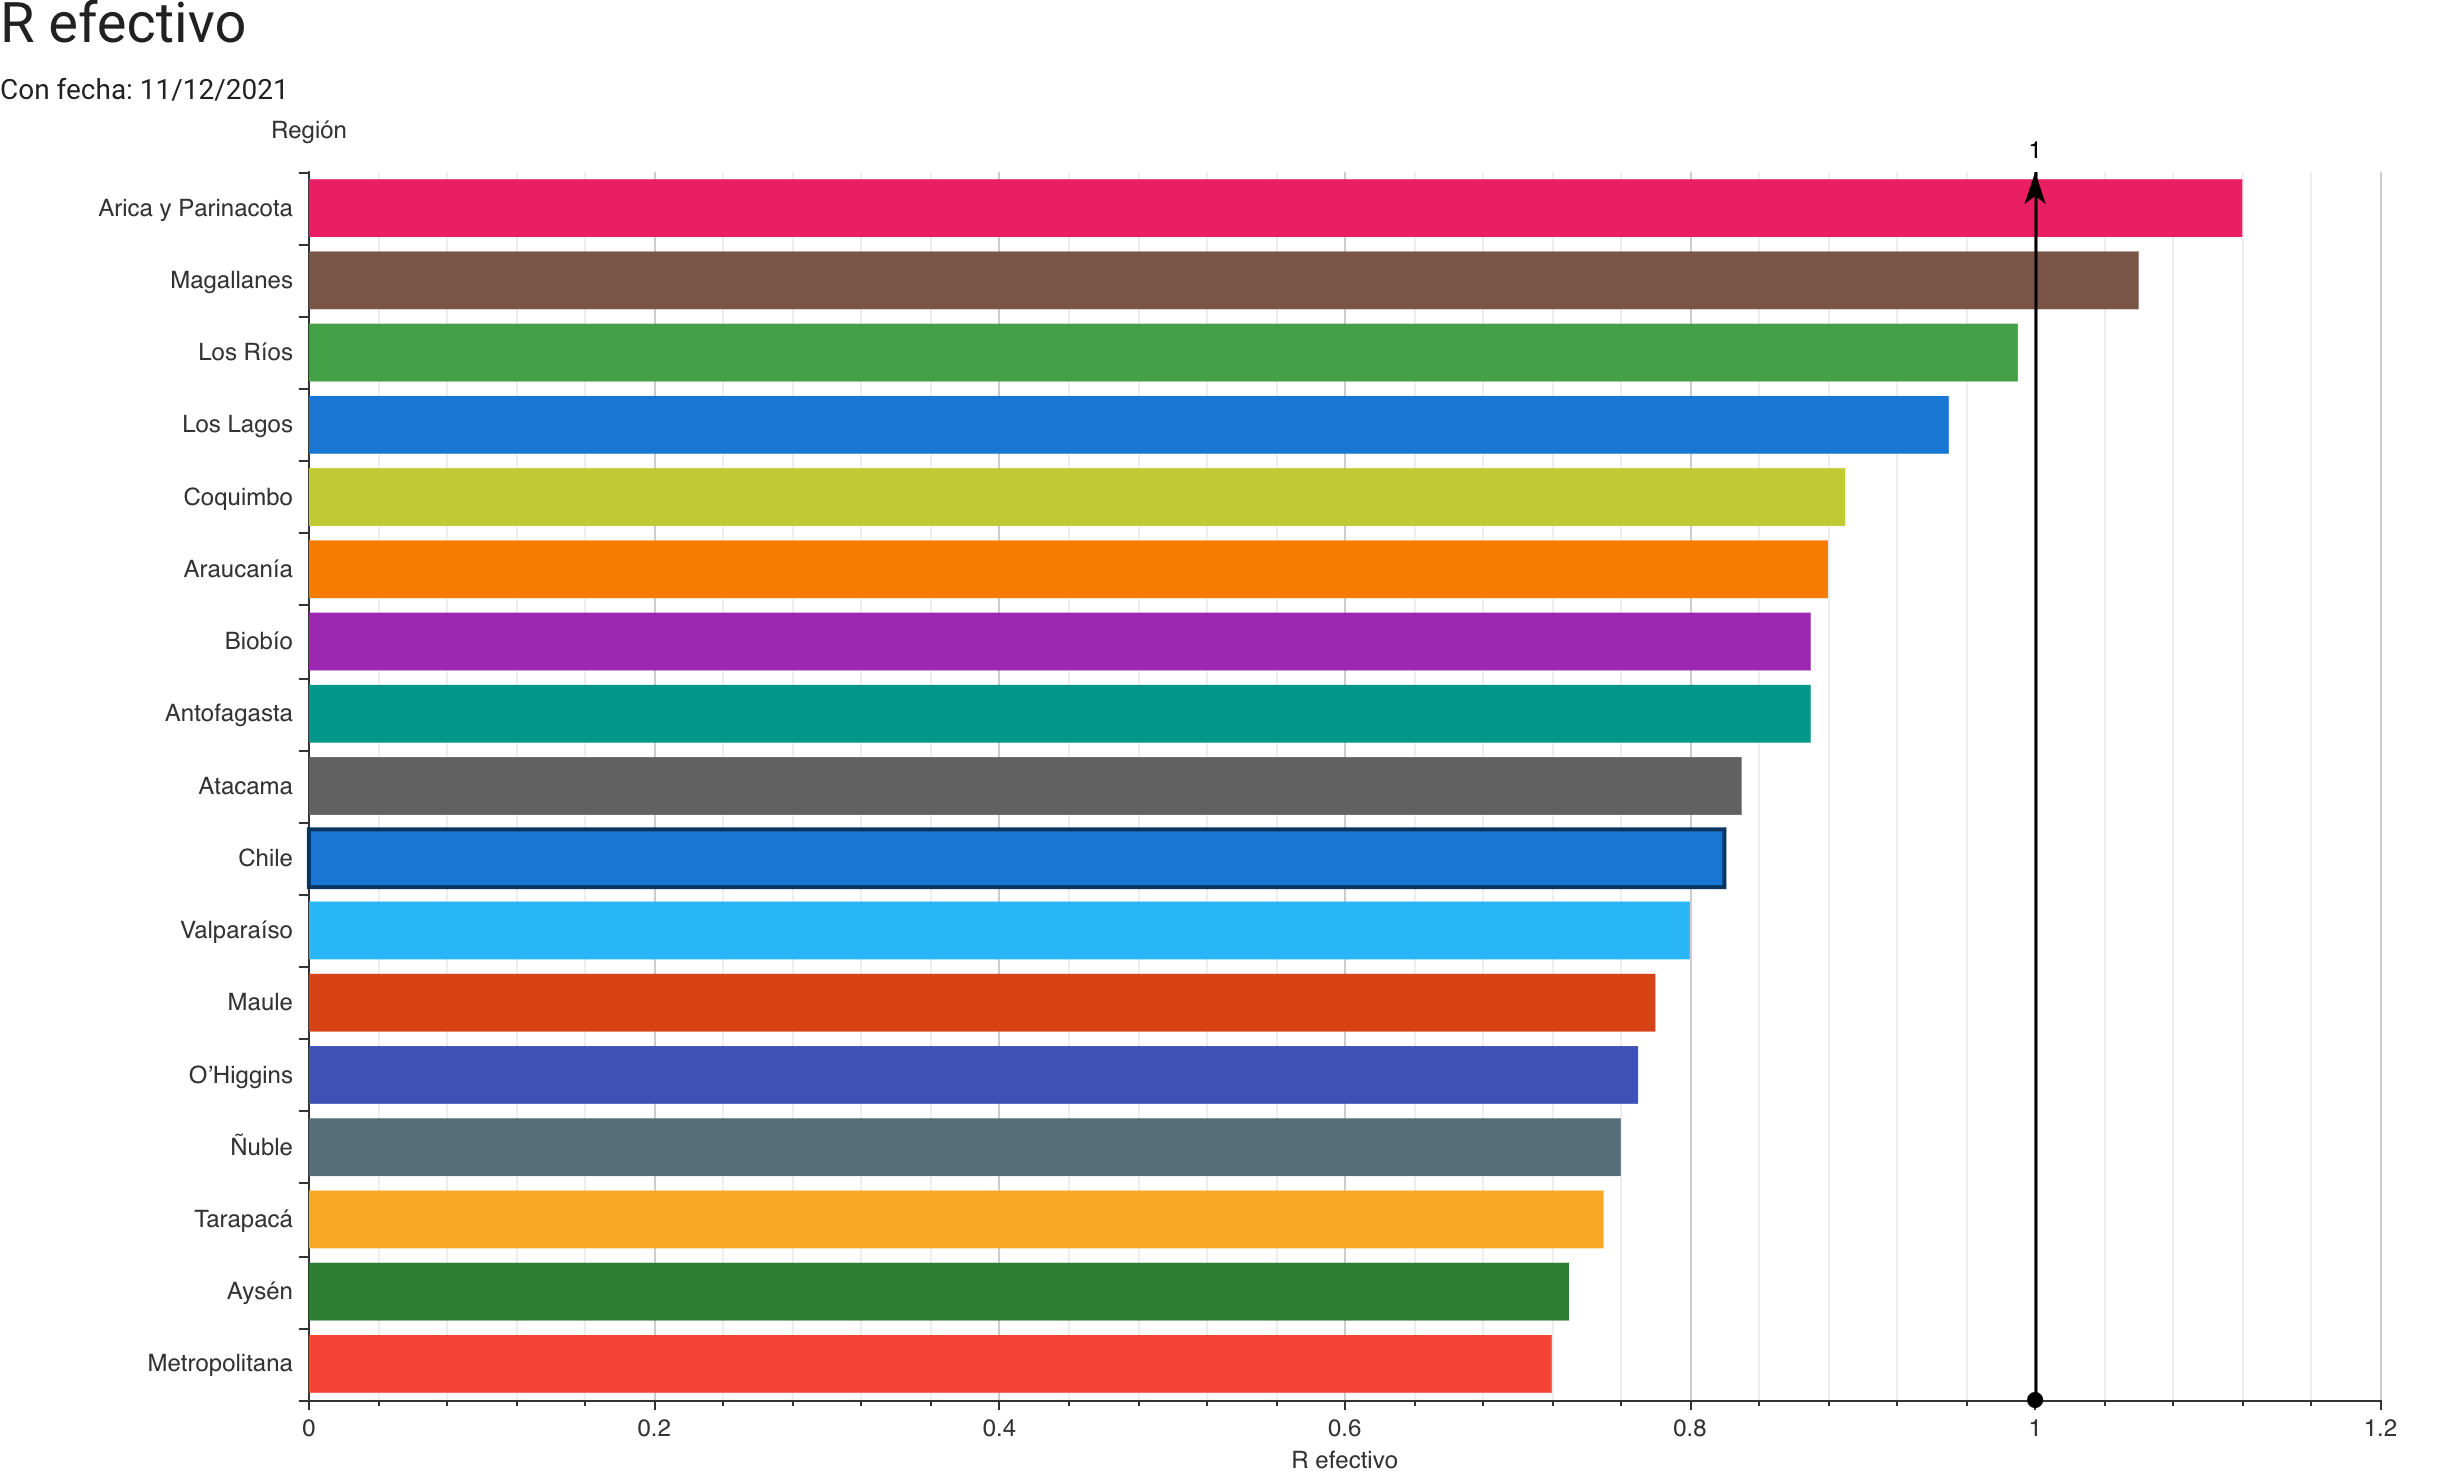 R efectivo
Con fecha: 11/12/2021
Región
1
Arica y Parinacota
Magallanes
Los Ríos
Los Lagos
Coquimbo
Araucanía
Biobío
Antofagasta
Atacama
Chile
Valparaíso
Maule
O’Higgins
Ñuble
Tarapacá
Aysén
Metropolitana
0 0.2 0.4 0.6 0.8 1 1.2
R efectivo